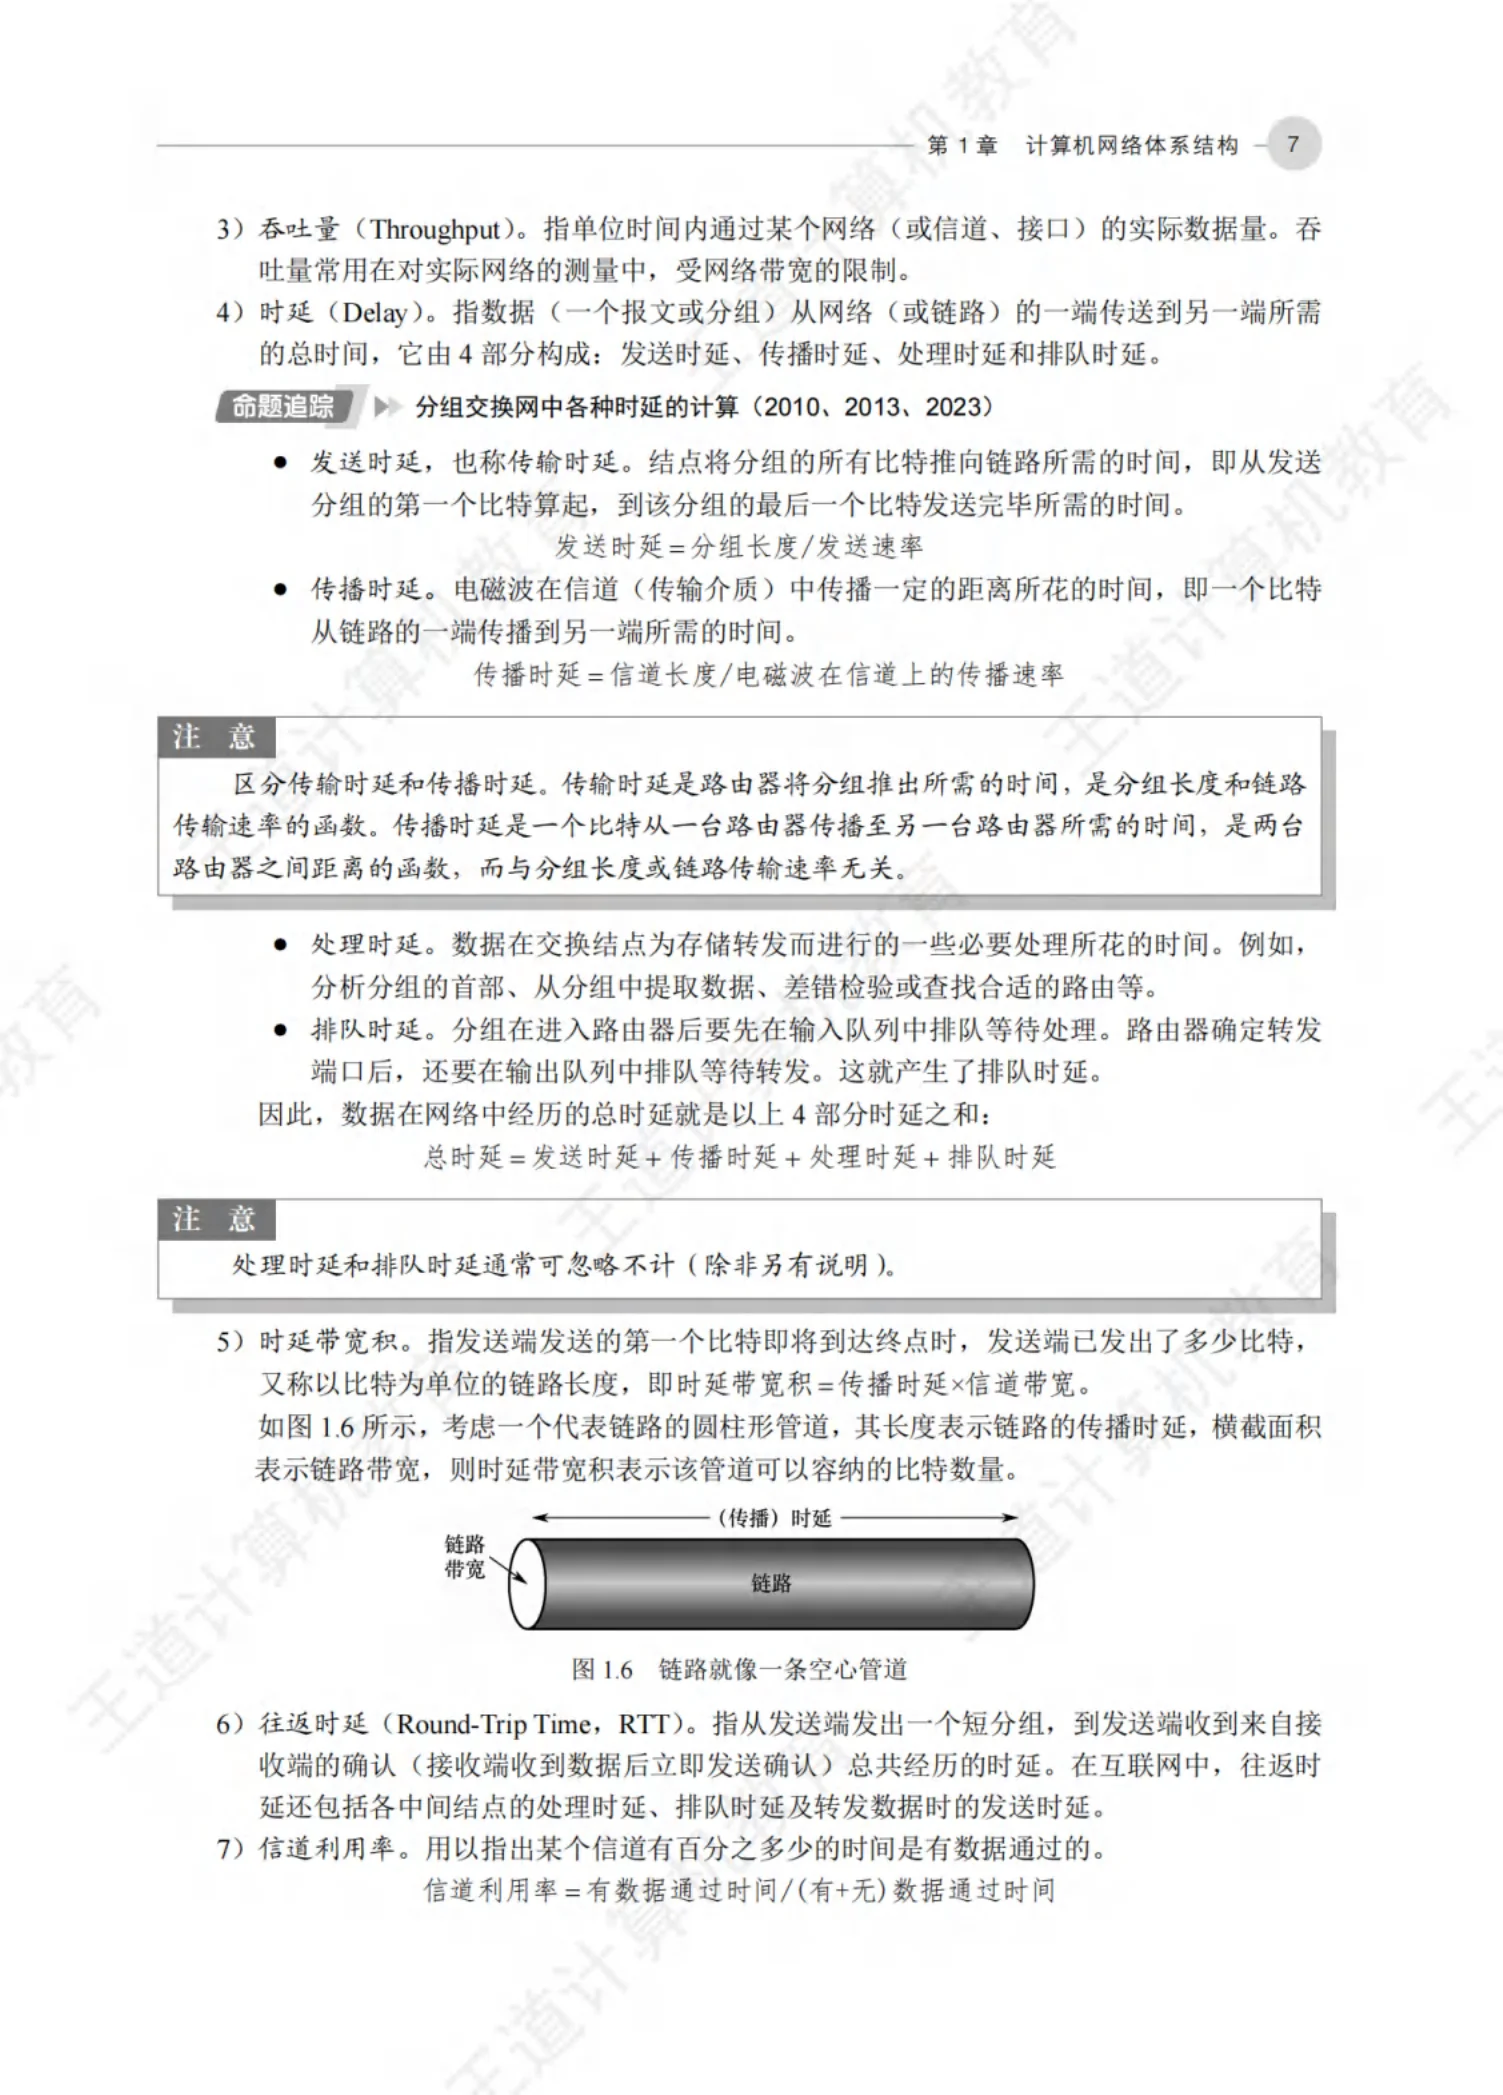 第 1 章 计算机网络体系结构 7
3）吞吐量（Throughput）。指单位时间内通过某个网络（或信道、接口）的实际数据量。吞
吐量常用在对实际网络的测量中，受网络带宽的限制。
4）时延（Delay）。指数据（一个报文或分组）从网络（或链路）的一端传送到另一端所需
的总时间，它由 4 部分构成：发送时延、传播时延、处理时延和排队时延。
命题追踪 分组交换网中各种时延的计算（2010、2013、2023）
● 发送时延，也称传输时延。结点将分组的所有比特推向链路所需的时间，即从发送
分组的第一个比特算起，到该分组的最后一个比特发送完毕所需的时间。
发送时延=分组长度/发送速率
● 传播时延。电磁波在信道（传输介质）中传播一定的距离所花的时间，即一个比特
从链路的一端传播到另一端所需的时间。
传播时延=信道长度/电磁波在信道上的传播速率
注 意
区分传输时延和传播时延。传输时延是路由器将分组推出所需的时间，是分组长度和链路
传输速率的函数。传播时延是一个比特从一台路由器传播至另一台路由器所需的时间，是两台
路由器之间距离的函数，而与分组长度或链路传输速率无关。
● 处理时延。数据在交换结点为存储转发而进行的一些必要处理所花的时间。例如，
分析分组的首部、从分组中提取数据、差错检验或查找合适的路由等。
● 排队时延。分组在进入路由器后要先在输入队列中排队等待处理。路由器确定转发
端口后，还要在输出队列中排队等待转发。这就产生了排队时延。
因此，数据在网络中经历的总时延就是以上 4 部分时延之和：
总时延=发送时延+传播时延+处理时延+排队时延
注 意
处理时延和排队时延通常可忽略不计（除非另有说明）。
5）时延带宽积。指发送端发送的第一个比特即将到达终点时，发送端已发出了多少比特，
又称以比特为单位的链路长度，即时延带宽积=传播时延×信道带宽。
如图 1.6 所示，考虑一个代表链路的圆柱形管道，其长度表示链路的传播时延，横截面积
表示链路带宽，则时延带宽积表示该管道可以容纳的比特数量。
（传播）时延
链路
带宽
链路
图 1.6 链路就像一条空心管道
6）往返时延（Round-Trip Time，RTT）。指从发送端发出一个短分组，到发送端收到来自接
收端的确认（接收端收到数据后立即发送确认）总共经历的时延。在互联网中，往返时
延还包括各中间结点的处理时延、排队时延及转发数据时的发送时延。
7）信道利用率。用以指出某个信道有百分之多少的时间是有数据通过的。
信道利用率=有数据通过时间/(有+无)数据通过时间
王道计算机教育